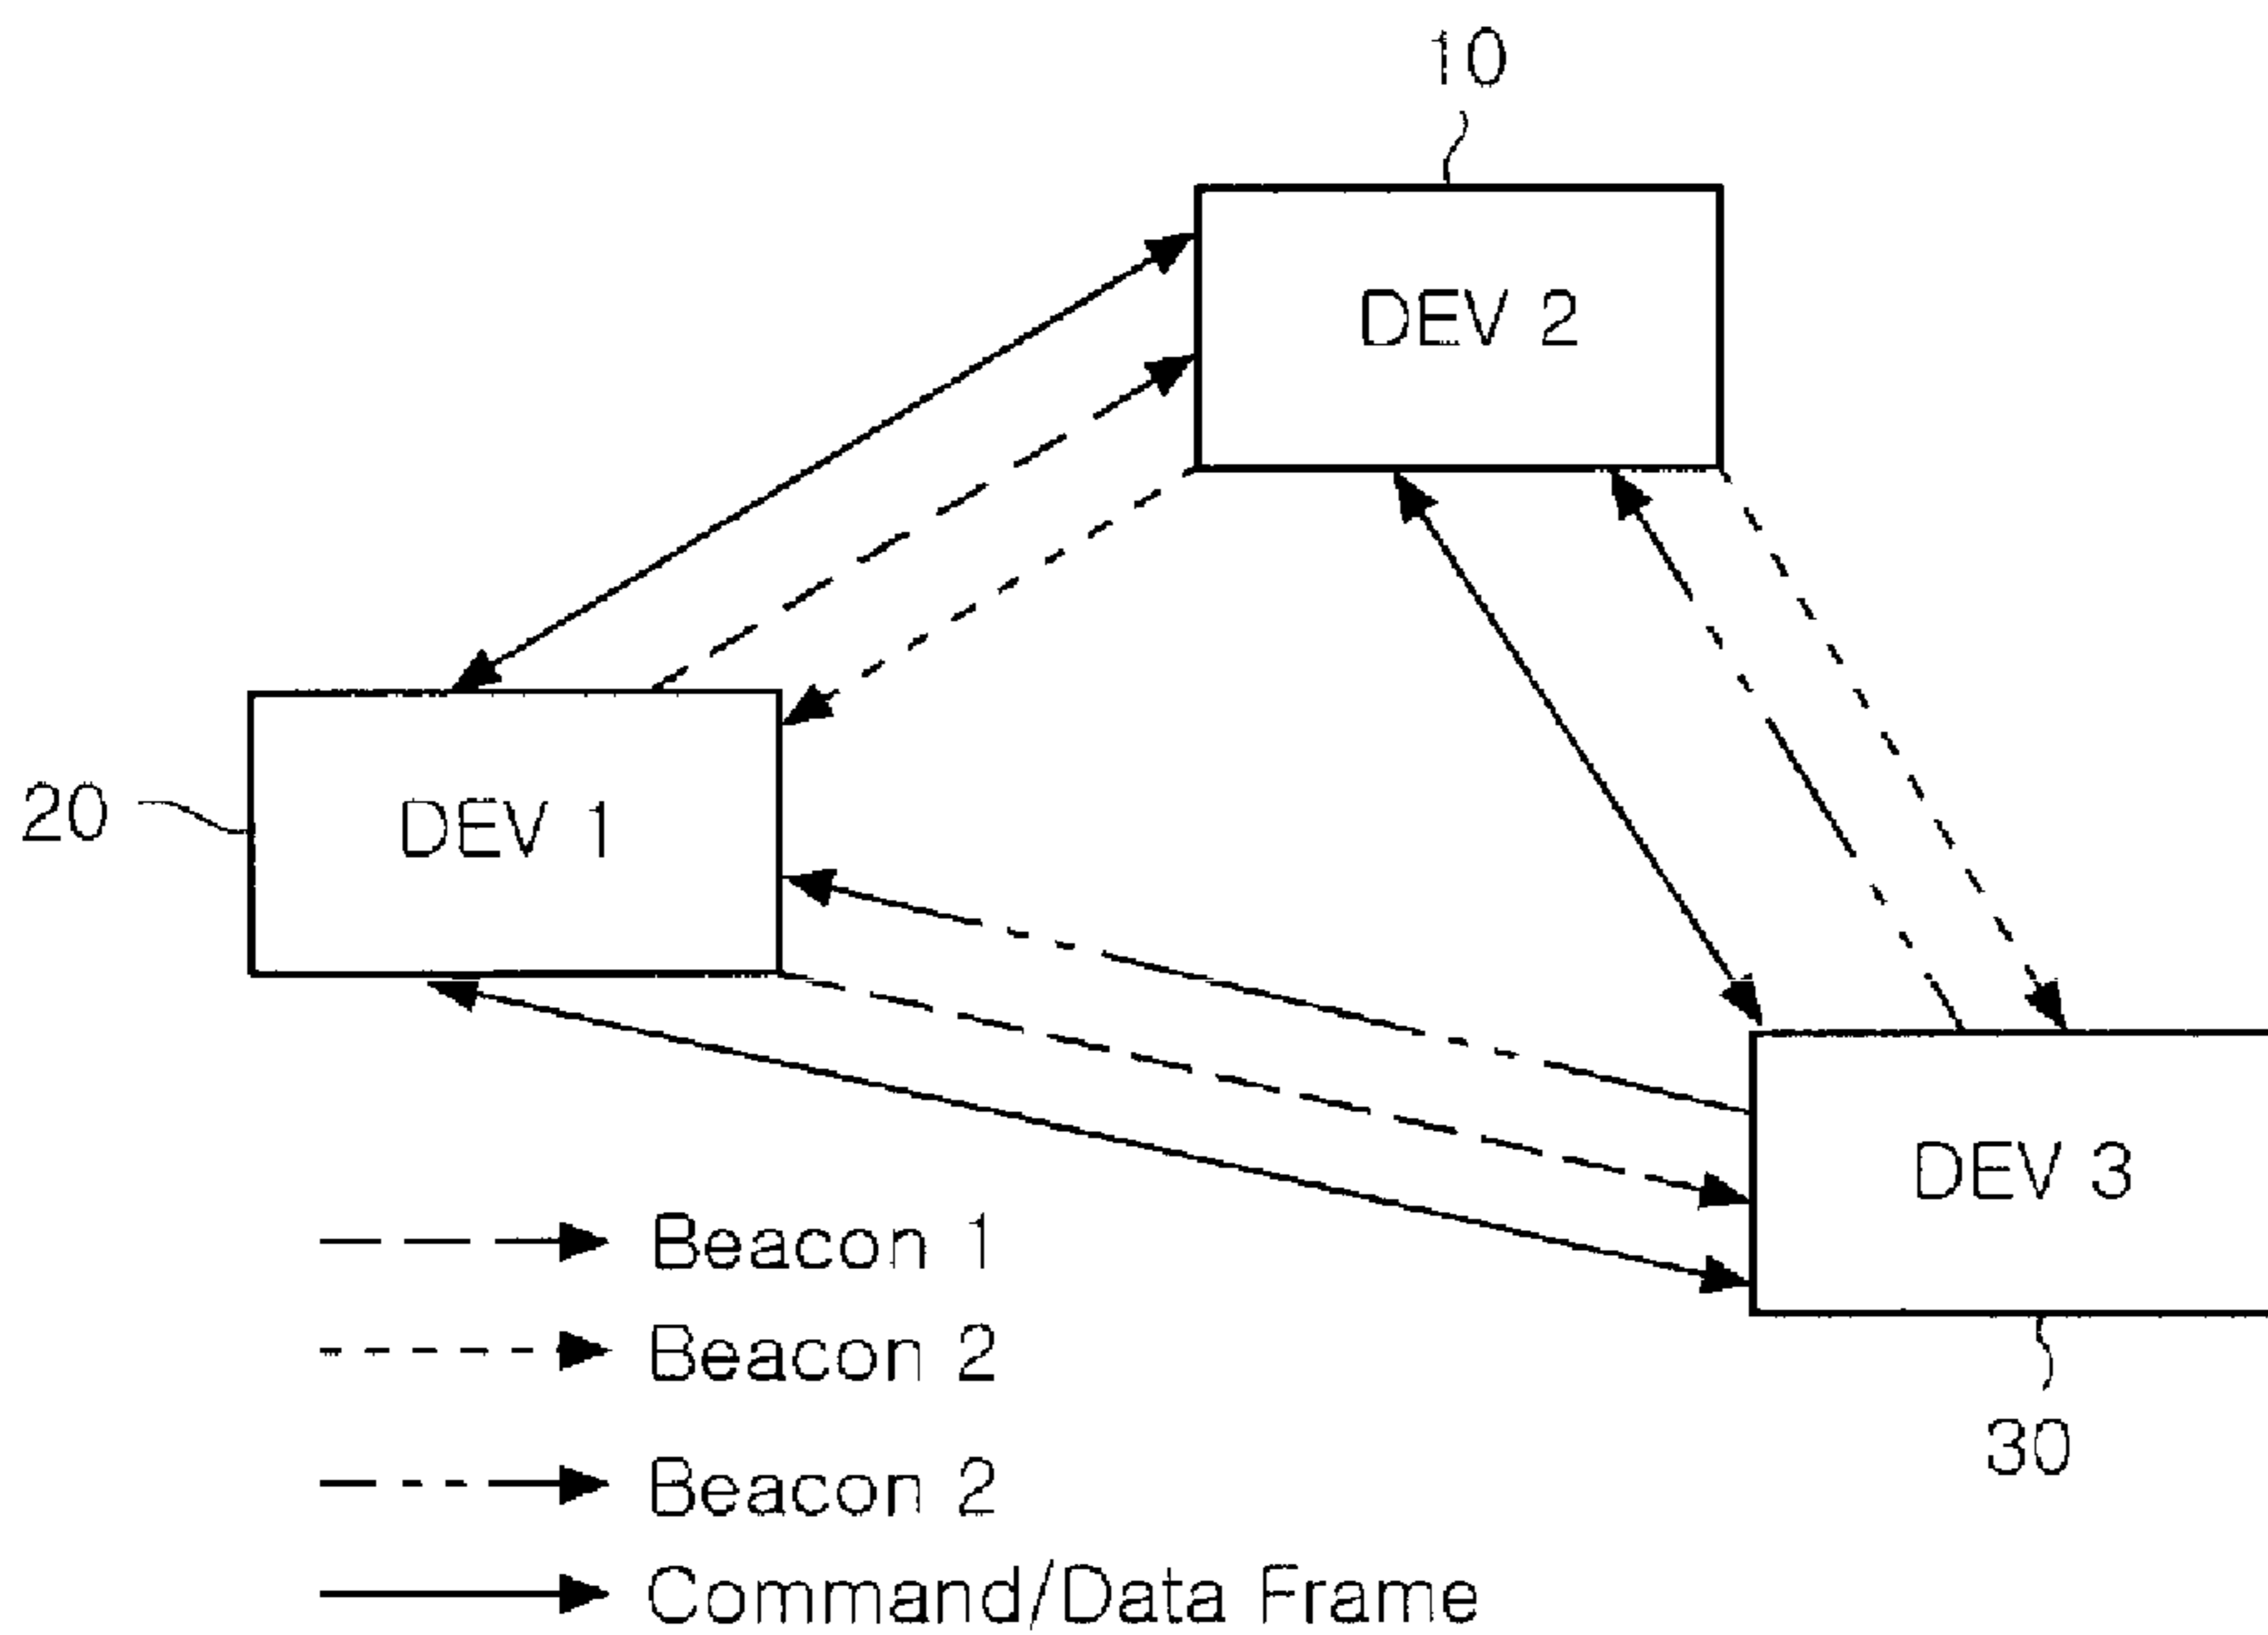 10
DEV 2
20
DEV 1
DEV 3
30
Beacon 1
Beacon 2
Beacon 2
Command/Data Frame